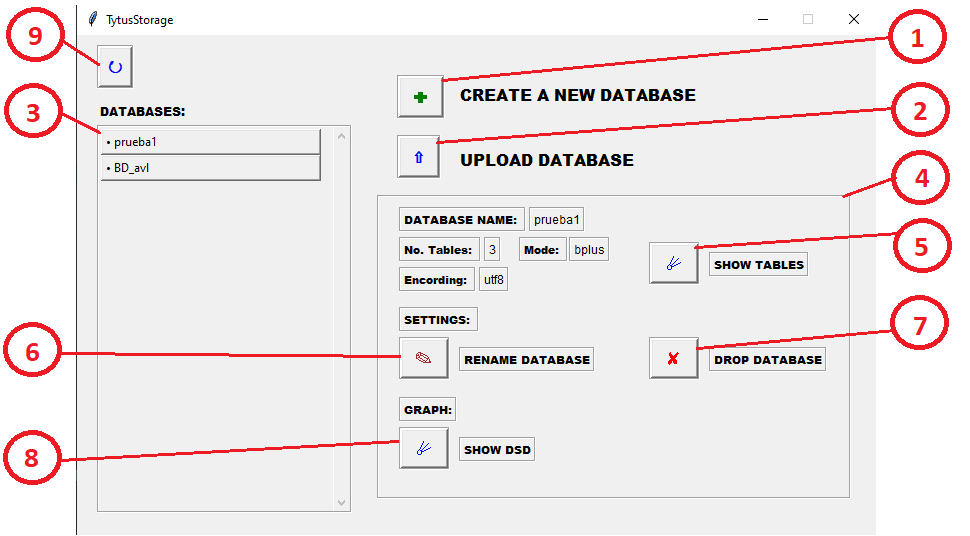 TytusStorage
9
1
CREATE A NEW DATABASE
3
DATABASES:
2
• prueba1
UPLOAD DATABASE
• BD_avl
4
DATABASE NAME: prueba1
No. Tables: 3 Mode: bplus
5
SHOW TABLES
Encording: utf8
SETTINGS:
6
RENAME DATABASE
7
DROP DATABASE
GRAPH:
8
SHOW DSD